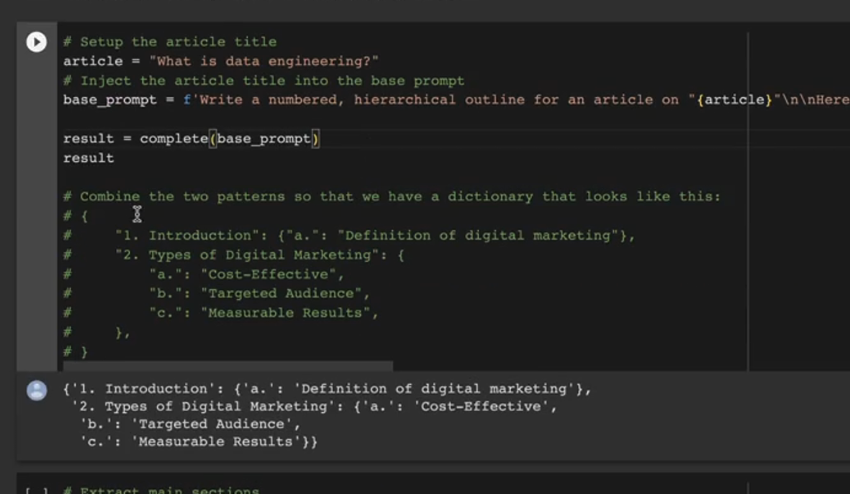 # Setup the article title
article = "What is data engineering?"
# Inject the article title into the base prompt
base_prompt = f'Write a numbered, hierarchical outline for an article on "{article}"\n\nHere
result = complete(base_prompt)
result
# Combine the two patterns so that we have a dictionary that looks like this:
# {
#     "1. Introduction": {"a.": "Definition of digital marketing"},
#     "2. Types of Digital Marketing": {
#         "a.": "Cost-Effective",
#         "b.": "Targeted Audience",
#         "c.": "Measurable Results",
#     },
# }
{'1. Introduction': {'a.': 'Definition of digital marketing'},
 '2. Types of Digital Marketing': {'a.': 'Cost-Effective',
  'b.': 'Targeted Audience',
  'c.': 'Measurable Results'}}
[ ] # Extract main sections